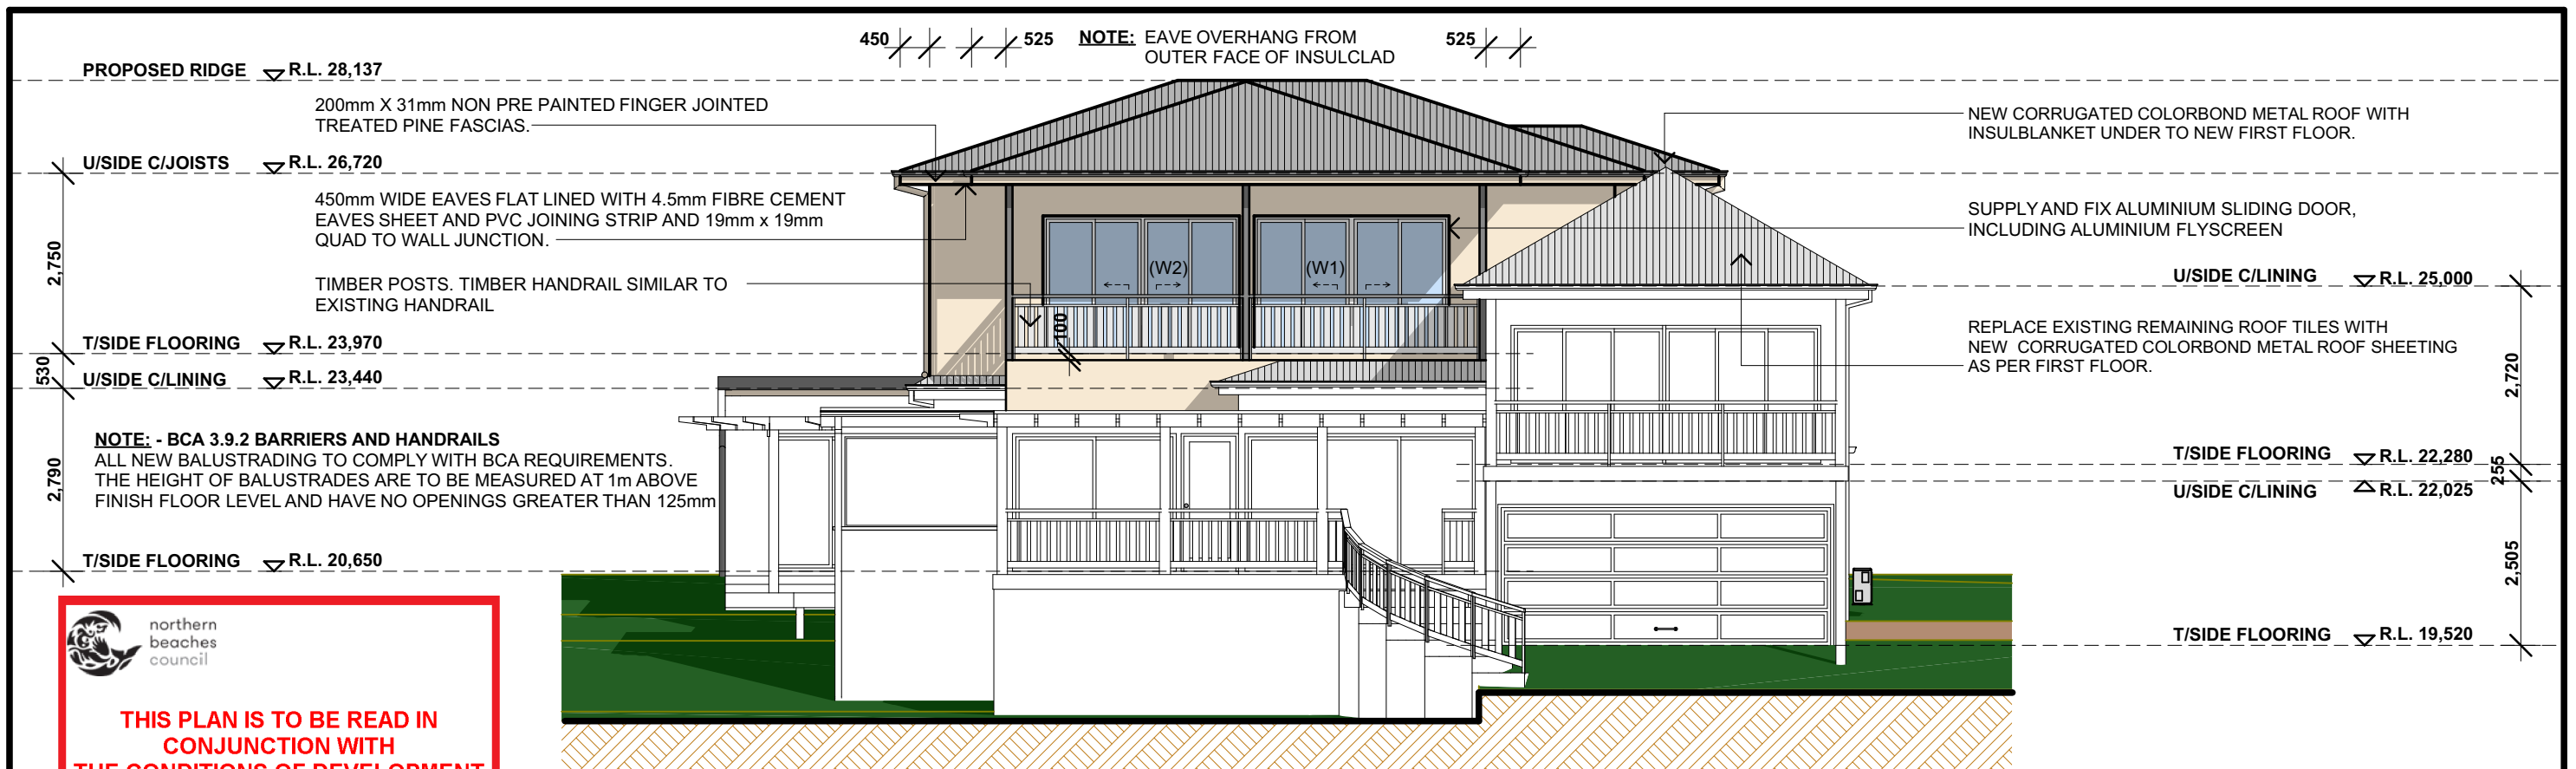 450
525
NOTE: EAVE OVERHANG FROM
OUTER FACE OF INSULCLAD
525
PROPOSED RIDGE R.L. 28,137
200mm X 31mm NON PRE PAINTED FINGER JOINTED
TREATED PINE FASCIAS.
NEW CORRUGATED COLORBOND METAL ROOF WITH
INSULBLANKET UNDER TO NEW FIRST FLOOR.
U/SIDE C/JOISTS R.L. 26,720
450mm WIDE EAVES FLAT LINED WITH 4.5mm FIBRE CEMENT
EAVES SHEET AND PVC JOINING STRIP AND 19mm x 19mm
QUAD TO WALL JUNCTION.
SUPPLY AND FIX ALUMINIUM SLIDING DOOR,
INCLUDING ALUMINIUM FLYSCREEN
2,750
(W2)
(W1)
TIMBER POSTS. TIMBER HANDRAIL SIMILAR TO
EXISTING HANDRAIL
U/SIDE C/LINING R.L. 25,000
100
REPLACE EXISTING REMAINING ROOF TILES WITH
NEW CORRUGATED COLORBOND METAL ROOF SHEETING
AS PER FIRST FLOOR.
T/SIDE FLOORING R.L. 23,970
530
U/SIDE C/LINING R.L. 23,440
2,720
NOTE: - BCA 3.9.2 BARRIERS AND HANDRAILS
ALL NEW BALUSTRADING TO COMPLY WITH BCA REQUIREMENTS.
THE HEIGHT OF BALUSTRADES ARE TO BE MEASURED AT 1m ABOVE
FINISH FLOOR LEVEL AND HAVE NO OPENINGS GREATER THAN 125mm
2,790
T/SIDE FLOORING R.L. 22,280
255
U/SIDE C/LINING R.L. 22,025
T/SIDE FLOORING R.L. 20,650
2,505
T/SIDE FLOORING R.L. 19,520
northern
beaches
council
THIS PLAN IS TO BE READ IN
CONJUNCTION WITH
THE CONDITIONS OF DEVELOPMENT